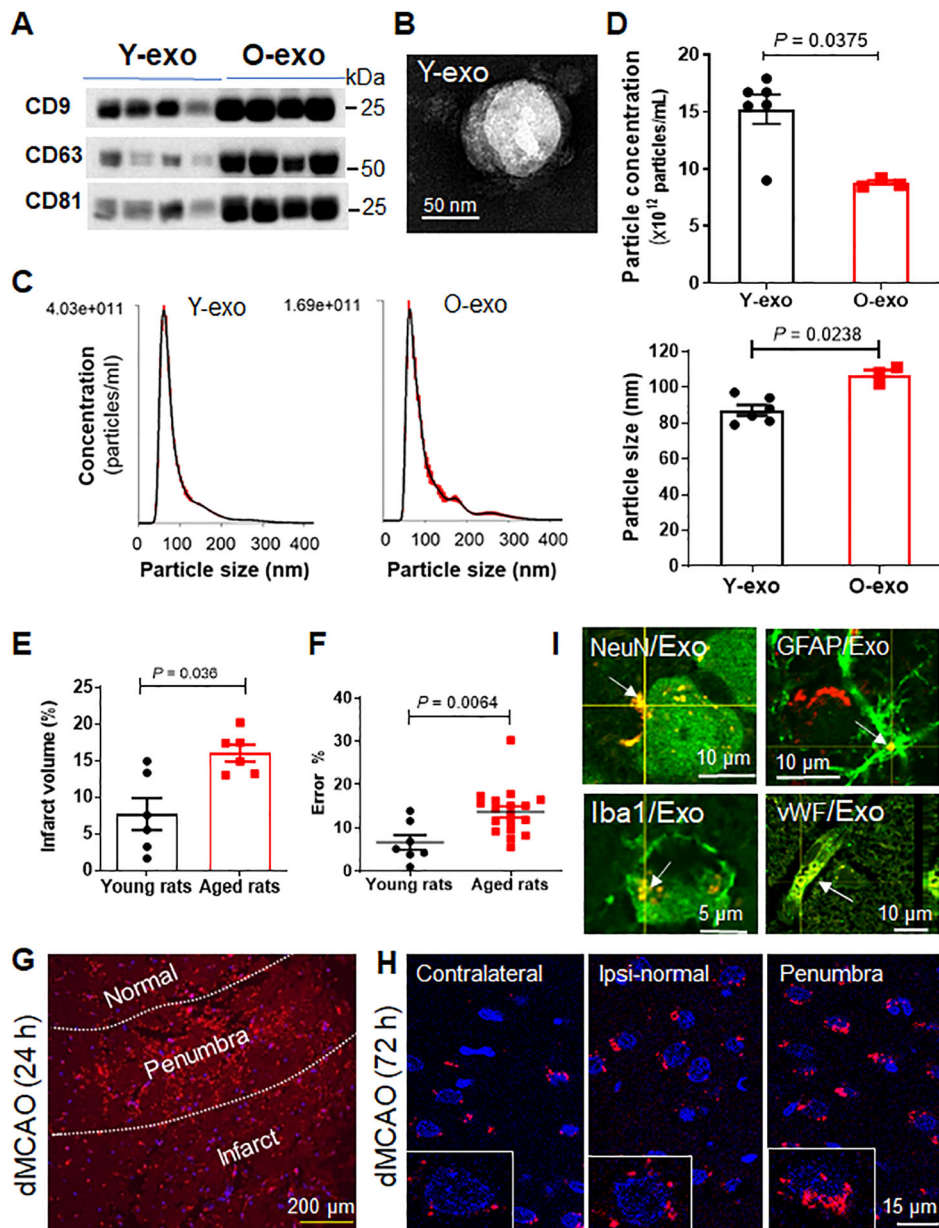 A
Y-exo O-exo
kDa
CD9
25
CD63
50
CD81
25
B
Y-exo
50 nm
C
Y-exo
4.03e+011
Concentration
(particles/ml)
0 100 200 300 400
Particle size (nm)
O-exo
1.69e+011
0 100 200 300 400
Particle size (nm)
D
P = 0.0375
Particle concentration
(x10¹² particles/mL)
20
15
10
5
0
Y-exo O-exo
P = 0.0238
Particle size (nm)
120
100
80
60
40
20
0
Y-exo O-exo
E
P = 0.036
Infarct volume (%)
25
20
15
10
5
0
Young rats Aged rats
F
P = 0.0064
Error %
40
30
20
10
0
Young rats Aged rats
I
NeuN/Exo
10 µm
GFAP/Exo
10 µm
Iba1/Exo
5 µm
vWF/Exo
10 µm
G
dMCAO (24 h)
Normal
Penumbra
Infarct
200 µm
H
dMCAO (72 h)
Contralateral
Ipsi-normal
Penumbra
15 µm